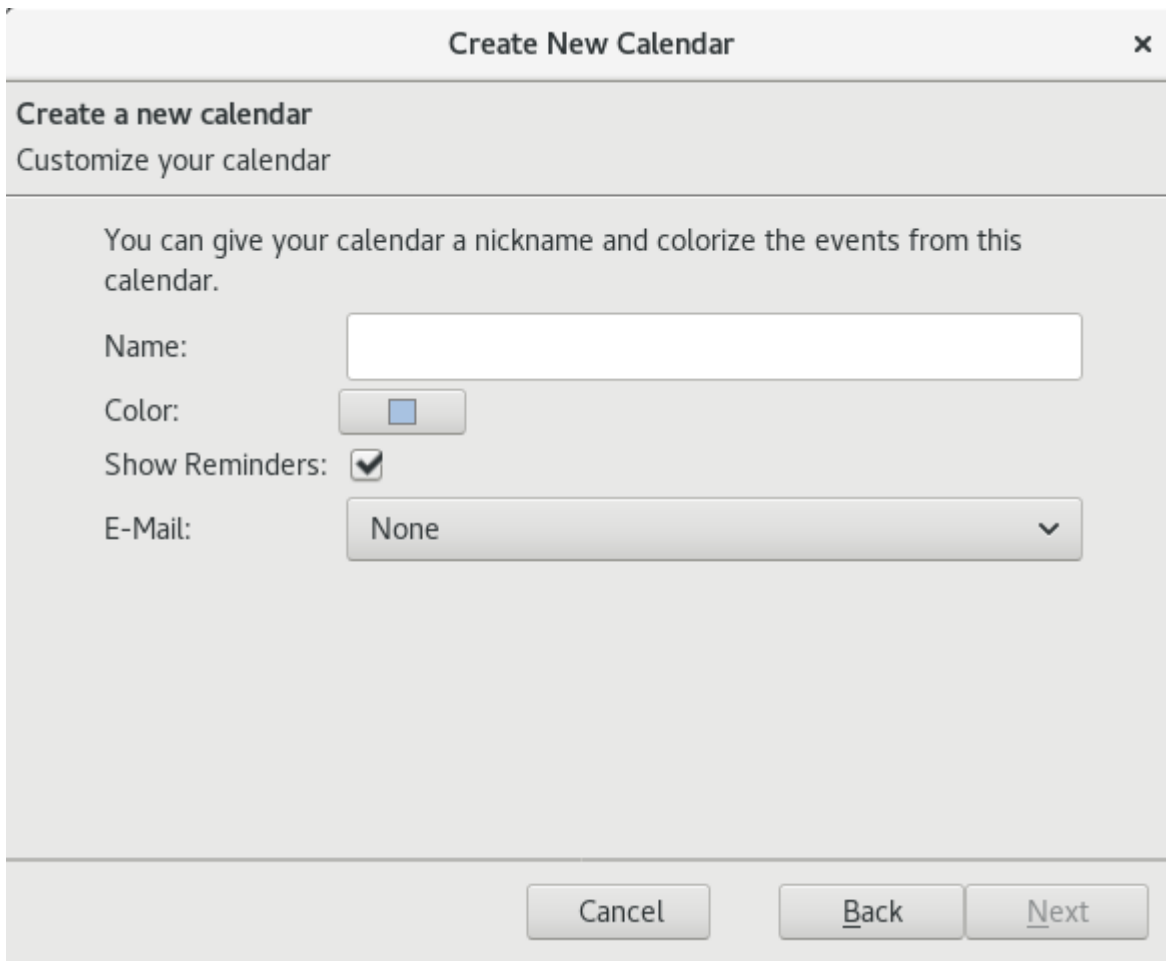 Create New Calendar
Create a new calendar
Customize your calendar
You can give your calendar a nickname and colorize the events from this
calendar.
Name:
Color:
Show Reminders:
E-Mail:
None
Cancel
Back
Next